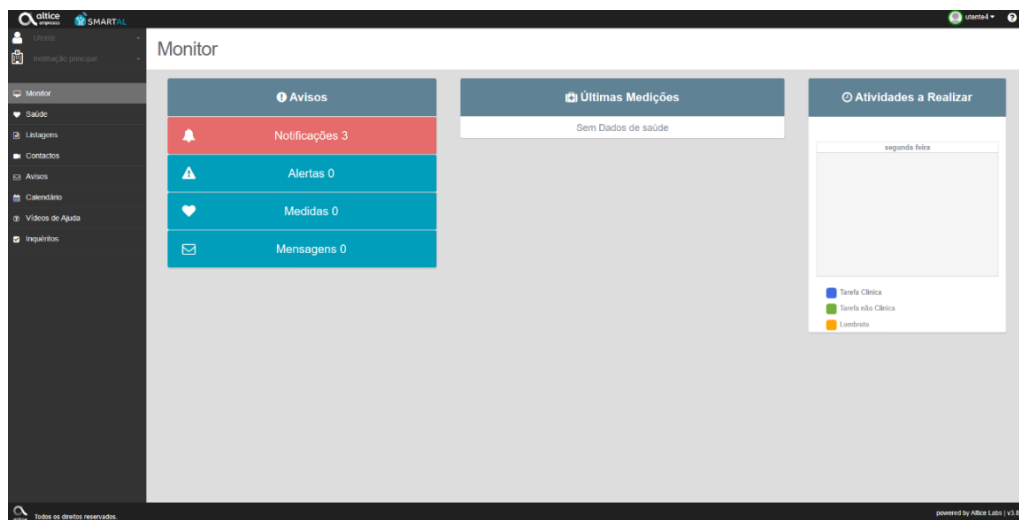 altice
empresas
SMARTAL
utente4
Utente
Instituição principal
Monitor
Saúde
Listagens
Contactos
Avisos
Calendário
Vídeos de Ajuda
Inquéritos
Monitor
Avisos
Notificações 3
Alertas 0
Medidas 0
Mensagens 0
Últimas Medições
Sem Dados de saúde
Atividades a Realizar
segunda feira
Tarefa Clínica
Tarefa não Clínica
Lembrete
altice
Todos os direitos reservados.
powered by Altice Labs | v3.8